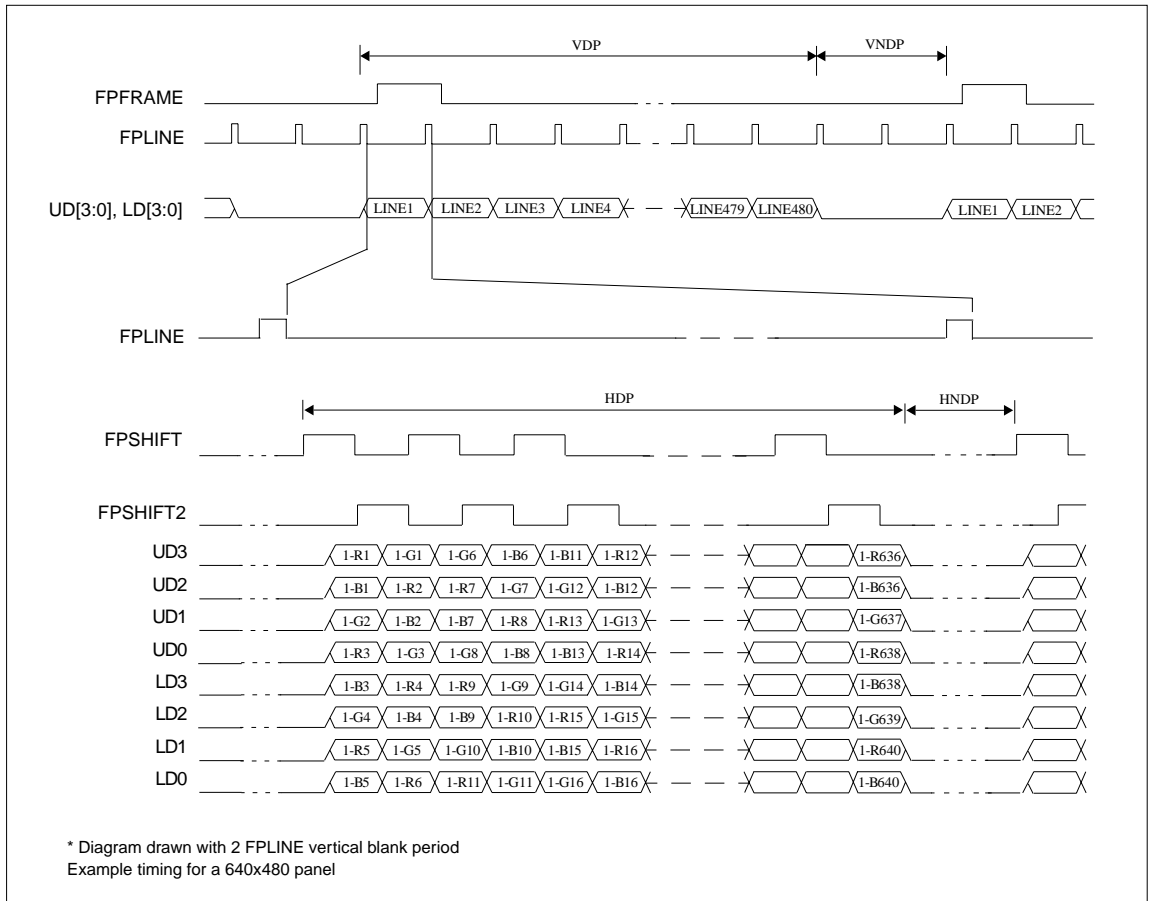 VDP VNDP
FPFRAME
FPLINE
UD[3:0], LD[3:0] LINE1 LINE2 LINE3 LINE4 LINE479 LINE480 LINE1 LINE2
FPLINE
HDP HNDP
FPSHIFT
FPSHIFT2
UD3 1-R1 1-G1 1-G6 1-B6 1-B11 1-R12 1-R636
UD2 1-B1 1-R2 1-R7 1-G7 1-G12 1-B12 1-B636
UD1 1-G2 1-B2 1-B7 1-R8 1-R13 1-G13 1-G637
UD0 1-R3 1-G3 1-G8 1-B8 1-B13 1-R14 1-R638
LD3 1-B3 1-R4 1-R9 1-G9 1-G14 1-B14 1-B638
LD2 1-G4 1-B4 1-B9 1-R10 1-R15 1-G15 1-G639
LD1 1-R5 1-G5 1-G10 1-B10 1-B15 1-R16 1-R640
LD0 1-B5 1-R6 1-R11 1-G11 1-G16 1-B16 1-B640
* Diagram drawn with 2 FPLINE vertical blank period
Example timing for a 640x480 panel